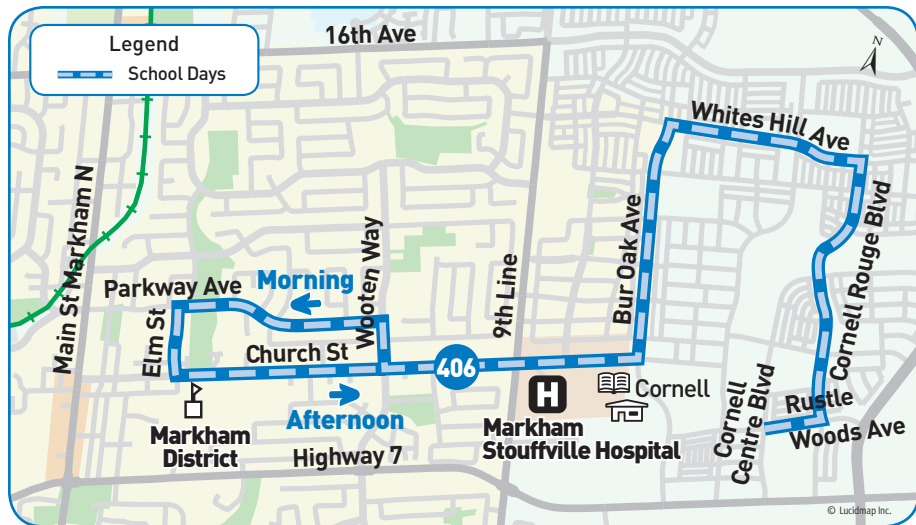 Legend
School Days
16th Ave
N
Whites Hill Ave
Main St Markham N
Parkway Ave
Morning
Wooten Way
9th Line
Bur Oak Ave
Cornell Rouge Blvd
Elm St
Church St
406
Afternoon
H
Cornell
Markham
District
Markham
Stouffville Hospital
Highway 7
Cornell
Centre Blvd
Rustle
Woods Ave
© Lucidmap Inc.